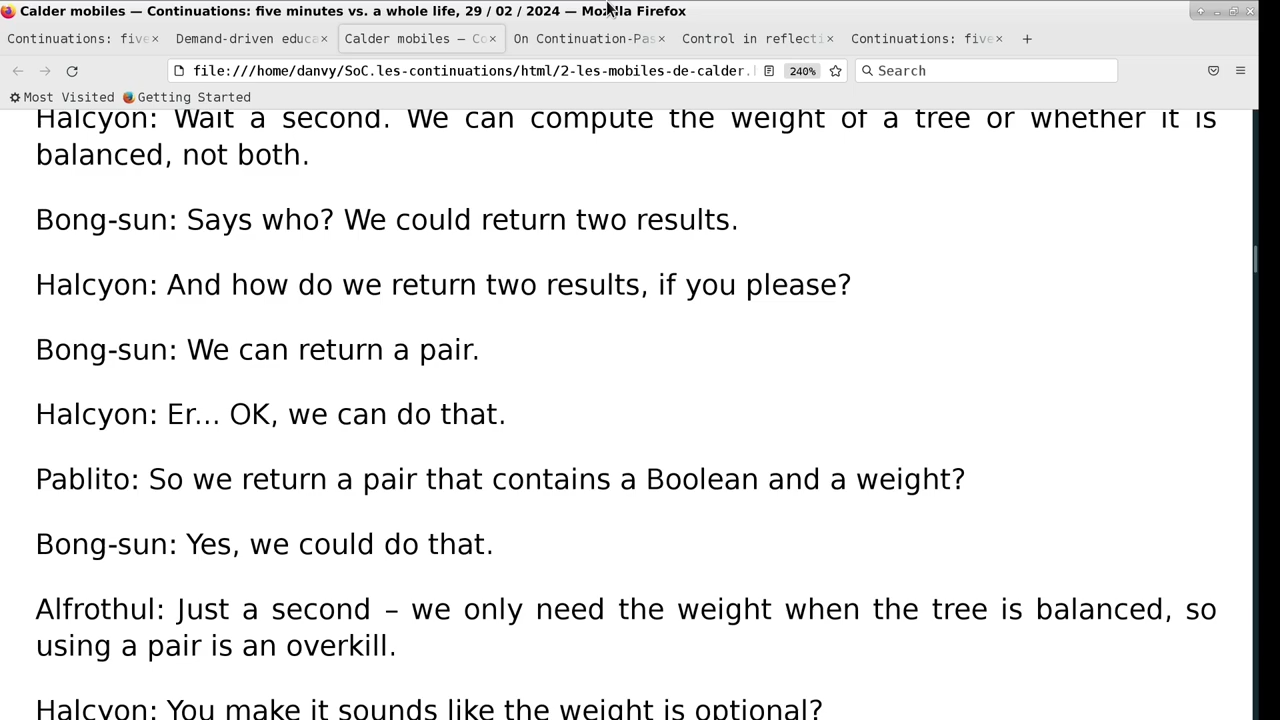 Calder mobiles — Continuations: five minutes vs. a whole life, 29 / 02 / 2024 — Mozilla Firefox
Continuations: five× Demand-driven educa× Calder mobiles — Co× On Continuation-Pas× Control in reflecti× Continuations: five× +
file:///home/danvy/SoC.les-continuations/html/2-les-mobiles-de-calder. 240% Search
Most Visited Getting Started
Halcyon: Wait a second. We can compute the weight of a tree or whether it is
balanced, not both.
Bong-sun: Says who? We could return two results.
Halcyon: And how do we return two results, if you please?
Bong-sun: We can return a pair.
Halcyon: Er... OK, we can do that.
Pablito: So we return a pair that contains a Boolean and a weight?
Bong-sun: Yes, we could do that.
Alfrothul: Just a second – we only need the weight when the tree is balanced, so
using a pair is an overkill.
Halcyon: You make it sounds like the weight is optional?